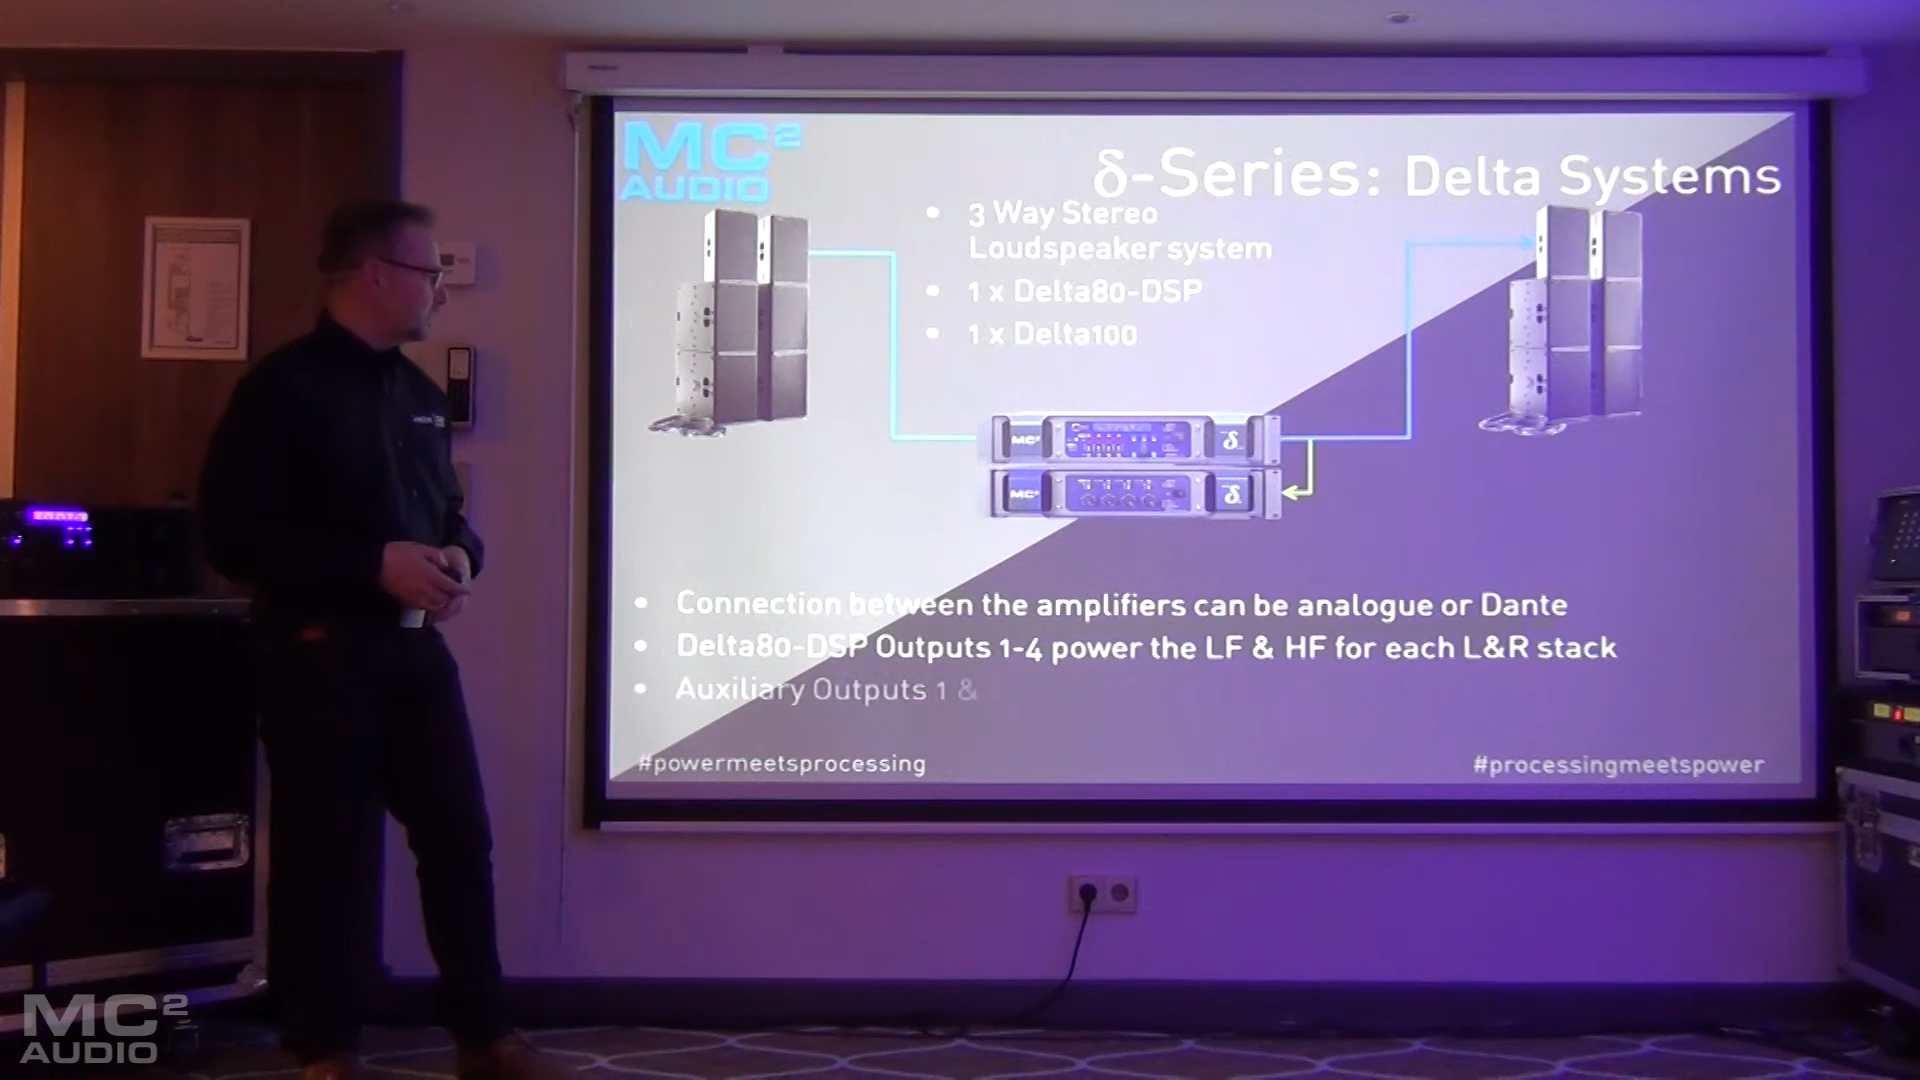 MC²
AUDIO
δ-Series: Delta Systems
• 3 Way Stereo
Loudspeaker system
• 1 x Delta80-DSP
• 1 x Delta100
MC²
δ
MC²
δ
• Connection between the amplifiers can be analogue or Dante
• Delta80-DSP Outputs 1-4 power the LF & HF for each L&R stack
• Auxiliary Outputs 1 &
#powermeetsprocessing
#processingmeetspower
MC²
AUDIO